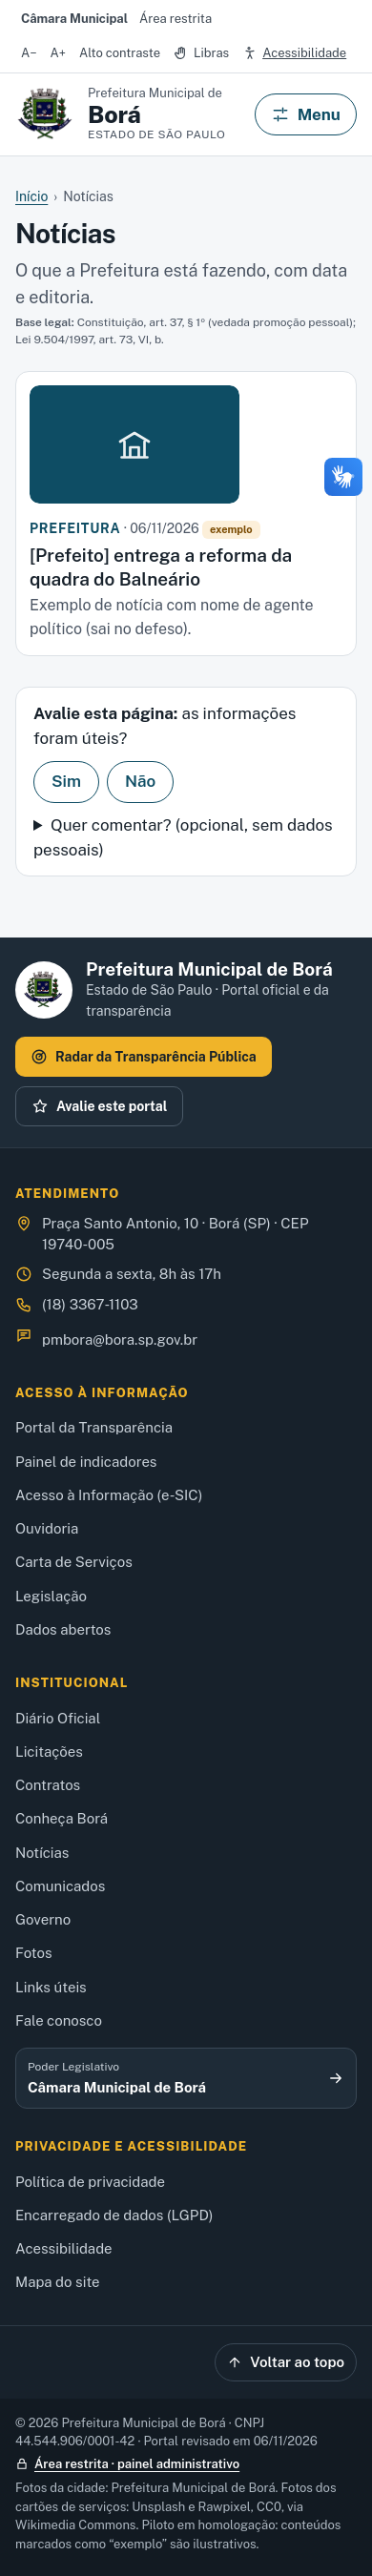 Câmara Municipal Área restrita
A− A+ Alto contraste Libras Acessibilidade
Prefeitura Municipal de
Borá
ESTADO DE SÃO PAULO
Menu
Início › Notícias
Notícias
O que a Prefeitura está fazendo, com data
e editoria.
Base legal: Constituição, art. 37, § 1º (vedada promoção pessoal);
Lei 9.504/1997, art. 73, VI, b.
PREFEITURA · 06/11/2026 exemplo
[Prefeito] entrega a reforma da
quadra do Balneário
Exemplo de notícia com nome de agente
político (sai no defeso).
Avalie esta página: as informações
foram úteis?
Sim Não
Quer comentar? (opcional, sem dados
pessoais)
Prefeitura Municipal de Borá
Estado de São Paulo · Portal oficial e da
transparência
Radar da Transparência Pública
Avalie este portal
ATENDIMENTO
Praça Santo Antonio, 10 · Borá (SP) · CEP
19740-005
Segunda a sexta, 8h às 17h
(18) 3367-1103
pmbora@bora.sp.gov.br
ACESSO À INFORMAÇÃO
Portal da Transparência
Painel de indicadores
Acesso à Informação (e-SIC)
Ouvidoria
Carta de Serviços
Legislação
Dados abertos
INSTITUCIONAL
Diário Oficial
Licitações
Contratos
Conheça Borá
Notícias
Comunicados
Governo
Fotos
Links úteis
Fale conosco
Poder Legislativo
Câmara Municipal de Borá
PRIVACIDADE E ACESSIBILIDADE
Política de privacidade
Encarregado de dados (LGPD)
Acessibilidade
Mapa do site
Voltar ao topo
© 2026 Prefeitura Municipal de Borá · CNPJ
44.544.906/0001-42 · Portal revisado em 06/11/2026
Área restrita · painel administrativo
Fotos da cidade: Prefeitura Municipal de Borá. Fotos dos
cartões de serviços: Unsplash e Rawpixel, CC0, via
Wikimedia Commons. Piloto em homologação: conteúdos
marcados como “exemplo” são ilustrativos.